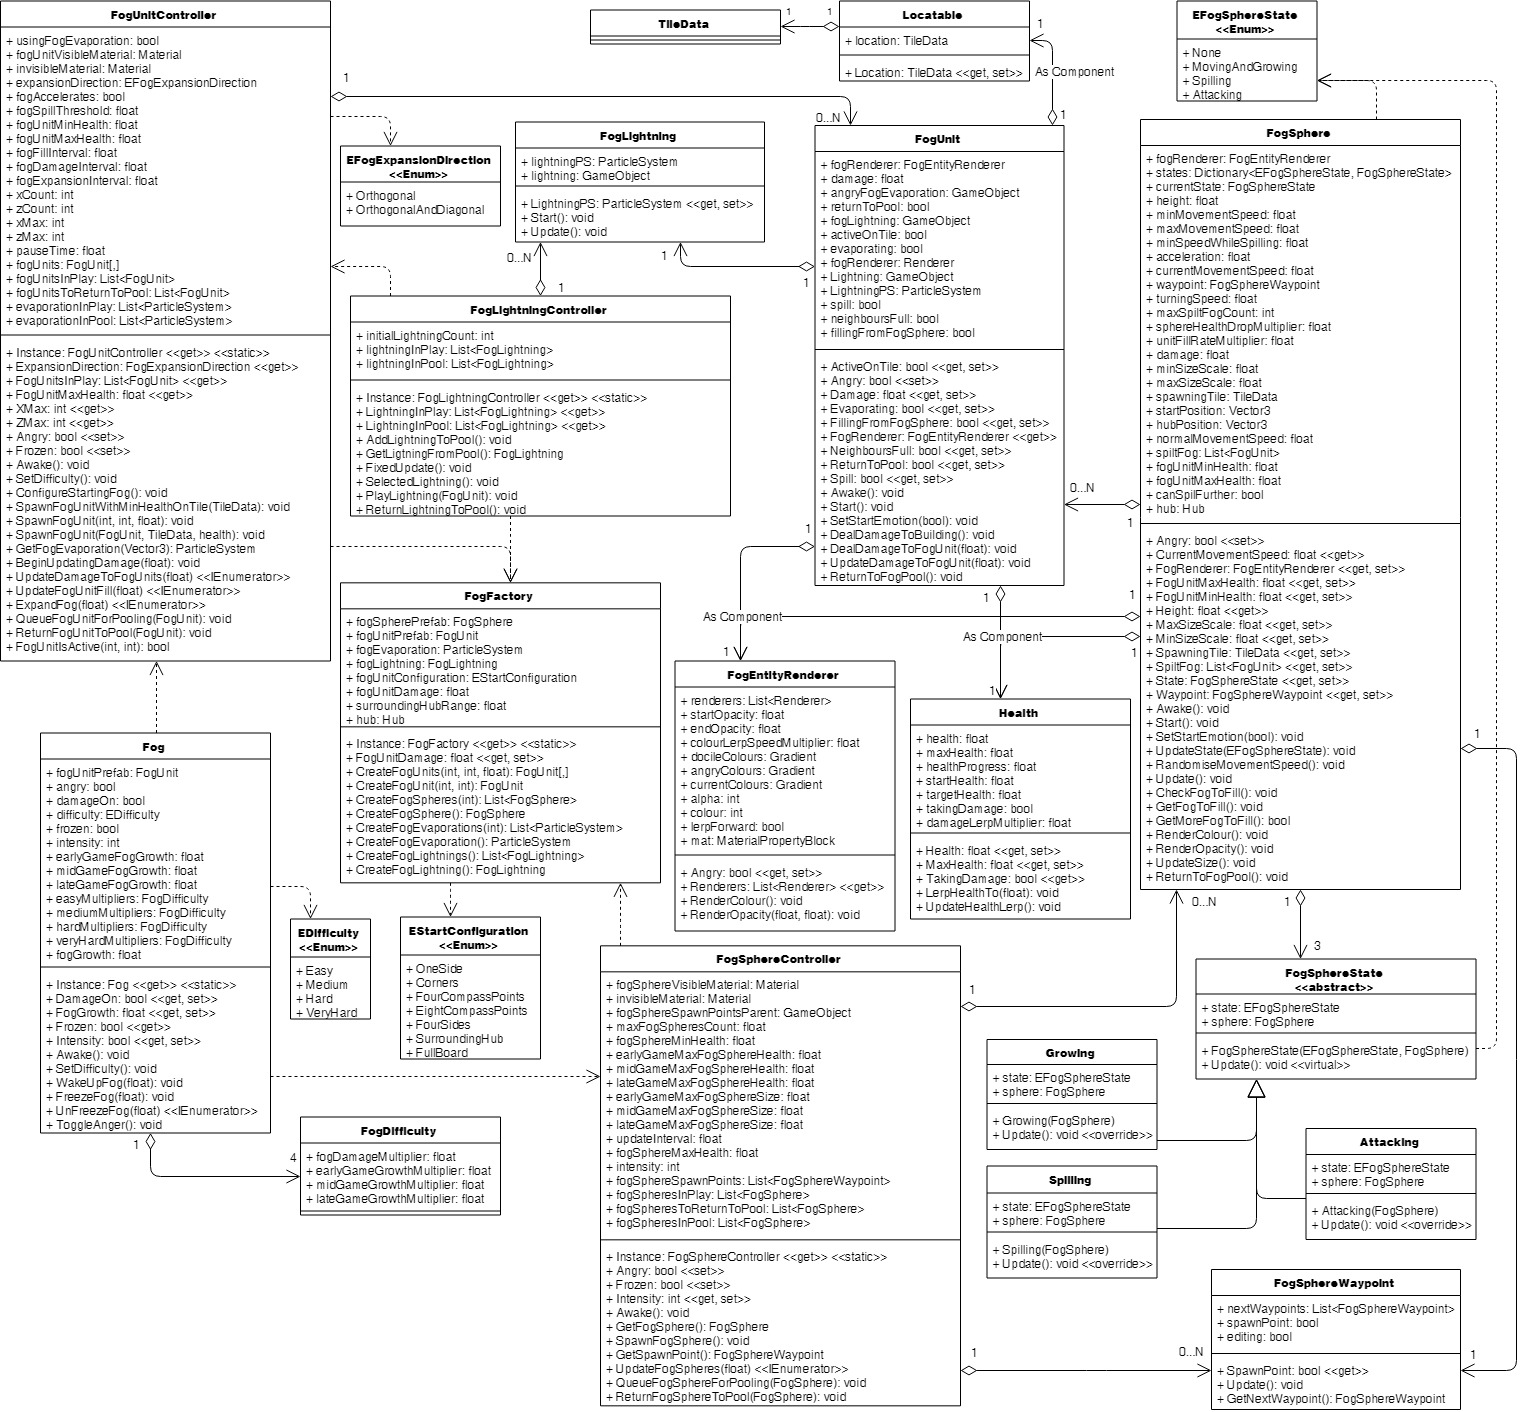 FogUnitController
+ usingFogEvaporation: bool
+ fogUnitVisibleMaterial: Material
+ invisibleMaterial: Material
+ expansionDirection: EFogExpansionDirection
+ fogAccelerates: bool
+ fogSpillThreshold: float
+ fogUnitMinHealth: float
+ fogUnitMaxHealth: float
+ fogFillInterval: float
+ fogDamageInterval: float
+ fogExpansionInterval: float
+ xCount: int
+ zCount: int
+ xMax: int
+ zMax: int
+ pauseTime: float
+ fogUnits: FogUnit[,]
+ fogUnitsInPlay: List<FogUnit>
+ fogUnitsToReturnToPool: List<FogUnit>
+ evaporationInPlay: List<ParticleSystem>
+ evaporationInPool: List<ParticleSystem>
+ Instance: FogUnitController <<get>> <<static>>
+ ExpansionDirection: FogExpansionDirection <<get>>
+ FogUnitsInPlay: List<FogUnit> <<get>>
+ FogUnitMaxHealth: float <<get>>
+ XMax: int <<get>>
+ ZMax: int <<get>>
+ Angry: bool <<set>>
+ Frozen: bool <<set>>
+ Awake(): void
+ SetDifficulty(): void
+ ConfigureStartingFog(): void
+ SpawnFogUnitWithMinHealthOnTile(TileData): void
+ SpawnFogUnit(int, int, float): void
+ SpawnFogUnit(FogUnit, TileData, health): void
+ GetFogEvaporation(Vector3): ParticleSystem
+ BeginUpdatingDamage(float): void
+ UpdateDamageToFogUnits(float) <<IEnumerator>>
+ UpdateFogUnitFill(float) <<IEnumerator>>
+ ExpandFog(float) <<IEnumerator>>
+ QueueFogUnitForPooling(FogUnit): void
+ ReturnFogUnitToPool(FogUnit): void
+ FogUnitIsActive(int, int): bool
1
0...N
EFogExpansionDirection
<<Enum>>
+ Orthogonal
+ OrthogonalAndDiagonal
TileData
1
1
Locatable
+ location: TileData
+ Location: TileData <<get, set>>
1
As Component
1
EFogSphereState
<<Enum>>
+ None
+ MovingAndGrowing
+ Spilling
+ Attacking
FogLightning
+ lightningPS: ParticleSystem
+ lightning: GameObject
+ LightningPS: ParticleSystem <<get, set>>
+ Start(): void
+ Update(): void
0...N
1
1
1
FogLightningController
+ initialLightningCount: int
+ lightningInPlay: List<FogLightning>
+ lightningInPool: List<FogLightning>
+ Instance: FogLightningController <<get>> <<static>>
+ LightningInPlay: List<FogLightning> <<get>>
+ LightningInPool: List<FogLightning> <<get>>
+ AddLightningToPool(): void
+ GetLigtningFromPool(): FogLightning
+ FixedUpdate(): void
+ SelectedLightning(): void
+ PlayLightning(FogUnit): void
+ ReturnLightningToPool(): void
FogUnit
+ fogRenderer: FogEntityRenderer
+ damage: float
+ angryFogEvaporation: GameObject
+ returnToPool: bool
+ fogLightning: GameObject
+ activeOnTile: bool
+ evaporating: bool
+ fogRenderer: Renderer
+ Lightning: GameObject
+ LightningPS: ParticleSystem
+ spill: bool
+ neighboursFull: bool
+ fillingFromFogSphere: bool
+ ActiveOnTile: bool <<get, set>>
+ Angry: bool <<set>>
+ Damage: float <<get, set>>
+ Evaporating: bool <<get, set>>
+ FillingFromFogSphere: bool <<get, set>>
+ FogRenderer: FogEntityRenderer <<get>>
+ NeighboursFull: bool <<get, set>>
+ ReturnToPool: bool <<get, set>>
+ Spill: bool <<get, set>>
+ Awake(): void
+ Start(): void
+ SetStartEmotion(bool): void
+ DealDamageToBuilding(): void
+ DealDamageToFogUnit(float): void
+ UpdateDamageToFogUnit(float): void
+ ReturnToFogPool(): void
FogSphere
+ fogRenderer: FogEntityRenderer
+ states: Dictionary<EFogSphereState, FogSphereState>
+ currentState: FogSphereState
+ height: float
+ minMovementSpeed: float
+ maxMovementSpeed: float
+ minSpeedWhileSpilling: float
+ acceleration: float
+ currentMovementSpeed: float
+ waypoint: FogSphereWaypoint
+ turningSpeed: float
+ maxSpiltFogCount: int
+ sphereHealthDropMultiplier: float
+ unitFillRateMultiplier: float
+ damage: float
+ minSizeScale: float
+ maxSizeScale: float
+ spawningTile: TileData
+ startPosition: Vector3
+ hubPosition: Vector3
+ normalMovementSpeed: float
+ spiltFog: List<FogUnit>
+ fogUnitMinHealth: float
+ fogUnitMaxHealth: float
+ canSpilFurther: bool
+ hub: Hub
+ Angry: bool <<set>>
+ CurrentMovementSpeed: float <<get>>
+ FogRenderer: FogEntityRenderer <<get, set>>
+ FogUnitMaxHealth: float <<get, set>>
+ FogUnitMinHealth: float <<get, set>>
+ Height: float <<get>>
+ MaxSizeScale: float <<get, set>>
+ MinSizeScale: float <<get, set>>
+ SpawningTile: TileData <<get, set>>
+ SpiltFog: List<FogUnit> <<get, set>>
+ State: FogSphereState <<get, set>>
+ Waypoint: FogSphereWaypoint <<get, set>>
+ Awake(): void
+ Start(): void
+ SetStartEmotion(bool): void
+ UpdateState(EFogSphereState): void
+ RandomiseMovementSpeed(): void
+ Update(): void
+ CheckFogToFill(): void
+ GetFogToFill(): void
+ GetMoreFogToFill(): bool
+ RenderColour(): void
+ RenderOpacity(): void
+ UpdateSize(): void
+ ReturnToFogPool(): void
0...N
1
1
As Component
1
1
As Component
1
1
1
1
FogFactory
+ fogSpherePrefab: FogSphere
+ fogUnitPrefab: FogUnit
+ fogEvaporation: ParticleSystem
+ fogLightning: FogLightning
+ fogUnitConfiguration: EStartConfiguration
+ fogUnitDamage: float
+ surroundingHubRange: float
+ hub: Hub
+ Instance: FogFactory <<get>> <<static>>
+ FogUnitDamage: float <<get, set>>
+ CreateFogUnits(int, int, float): FogUnit[,]
+ CreateFogUnit(int, int): FogUnit
+ CreateFogSpheres(int): List<FogSphere>
+ CreateFogSphere(): FogSphere
+ CreateFogEvaporations(int): List<ParticleSystem>
+ CreateFogEvaporation(): ParticleSystem
+ CreateFogLightnings(): List<FogLightning>
+ CreateFogLightning(): FogLightning
FogEntityRenderer
+ renderers: List<Renderer>
+ startOpacity: float
+ endOpacity: float
+ colourLerpSpeedMultiplier: float
+ docileColours: Gradient
+ angryColours: Gradient
+ currentColours: Gradient
+ alpha: int
+ colour: int
+ lerpForward: bool
+ mat: MaterialPropertyBlock
+ Angry: bool <<get, set>>
+ Renderers: List<Renderer> <<get>>
+ RenderColour(): void
+ RenderOpacity(float, float): void
Health
+ health: float
+ maxHealth: float
+ healthProgress: float
+ startHealth: float
+ targetHealth: float
+ takingDamage: bool
+ damageLerpMultiplier: float
+ Health: float <<get, set>>
+ MaxHealth: float <<get, set>>
+ TakingDamage: bool <<get>>
+ LerpHealthTo(float): void
+ UpdateHealthLerp(): void
Fog
+ fogUnitPrefab: FogUnit
+ angry: bool
+ damageOn: bool
+ difficulty: EDifficulty
+ frozen: bool
+ intensity: int
+ earlyGameFogGrowth: float
+ midGameFogGrowth: float
+ lateGameFogGrowth: float
+ easyMultipliers: FogDifficulty
+ mediumMultipliers: FogDifficulty
+ hardMultipliers: FogDifficulty
+ veryHardMultipliers: FogDifficulty
+ fogGrowth: float
+ Instance: Fog <<get>> <<static>>
+ DamageOn: bool <<get, set>>
+ FogGrowth: float <<get, set>>
+ Frozen: bool <<get>>
+ Intensity: bool <<get, set>>
+ Awake(): void
+ SetDifficulty(): void
+ WakeUpFog(float): void
+ FreezeFog(float): void
+ UnFreezeFog(float) <<IEnumerator>>
+ ToggleAnger(): void
1
4
EDifficulty
<<Enum>>
+ Easy
+ Medium
+ Hard
+ VeryHard
EStartConfiguration
<<Enum>>
+ OneSide
+ Corners
+ FourCompassPoints
+ EightCompassPoints
+ FourSides
+ SurroundingHub
+ FullBoard
FogDifficulty
+ fogDamageMultiplier: float
+ earlyGameGrowthMultiplier: float
+ midGameGrowthMultiplier: float
+ lateGameGrowthMultiplier: float
FogSphereController
+ fogSphereVisibleMaterial: Material
+ invisibleMaterial: Material
+ fogSphereSpawnPointsParent: GameObject
+ maxFogSpheresCount: float
+ fogSphereMinHealth: float
+ earlyGameMaxFogSphereHealth: float
+ midGameMaxFogSphereHealth: float
+ lateGameMaxFogSphereHealth: float
+ earlyGameMaxFogSphereSize: float
+ midGameMaxFogSphereSize: float
+ lateGameMaxFogSphereSize: float
+ updateInterval: float
+ fogSphereMaxHealth: float
+ intensity: int
+ fogSphereSpawnPoints: List<FogSphereWaypoint>
+ fogSpheresInPlay: List<FogSphere>
+ fogSpheresToReturnToPool: List<FogSphere>
+ fogSpheresInPool: List<FogSphere>
+ Instance: FogSphereController <<get>> <<static>>
+ Angry: bool <<set>>
+ Frozen: bool <<set>>
+ Intensity: int <<get, set>>
+ Awake(): void
+ GetFogSphere(): FogSphere
+ SpawnFogSphere(): void
+ GetSpawnPoint(): FogSphereWaypoint
+ UpdateFogSpheres(float) <<IEnumerator>>
+ QueueFogSphereForPooling(FogSphere): void
+ ReturnFogSphereToPool(FogSphere): void
1
0...N
1
3
1
FogSphereState
<<abstract>>
+ state: EFogSphereState
+ sphere: FogSphere
+ FogSphereState(EFogSphereState, FogSphere)
+ Update(): void <<virtual>>
Growing
+ state: EFogSphereState
+ sphere: FogSphere
+ Growing(FogSphere)
+ Update(): void <<override>>
Attacking
+ state: EFogSphereState
+ sphere: FogSphere
+ Attacking(FogSphere)
+ Update(): void <<override>>
Spilling
+ state: EFogSphereState
+ sphere: FogSphere
+ Spilling(FogSphere)
+ Update(): void <<override>>
FogSphereWaypoint
+ nextWaypoints: List<FogSphereWaypoint>
+ spawnPoint: bool
+ editing: bool
+ SpawnPoint: bool <<get>>
+ Update(): void
+ GetNextWaypoint(): FogSphereWaypoint
1
0...N
1